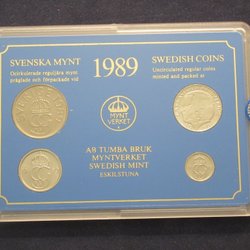 SVENSKA MYNT
Ocirkulerade reguljära mynt
präglade och förpackade vid
1989
SWEDISH COINS
Uncirculated regular coins
minted and packed at
MYNT
VERKET
AB TUMBA BRUK
MYNTVERKET
SWEDISH MINT
ESKILSTUNA